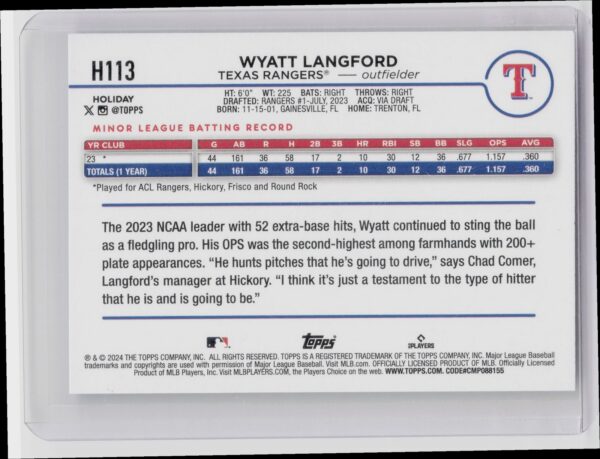 H113
WYATT LANGFORD
TEXAS RANGERS® — outfielder
T
HOLIDAY
X @TOPPS
HT: 6'0" WT: 225 BATS: RIGHT THROWS: RIGHT
DRAFTED: RANGERS #1-JULY, 2023 ACQ: VIA DRAFT
BORN: 11-15-01, GAINESVILLE, FL HOME: TRENTON, FL
MINOR LEAGUE BATTING RECORD
YR CLUB G AB R H 2B 3B HR RBI SB BB SLG OPS AVG
23 * 44 161 36 58 17 2 10 30 12 36 .677 1.157 .360
TOTALS (1 YEAR) 44 161 36 58 17 2 10 30 12 36 .677 1.157 .360
*Played for ACL Rangers, Hickory, Frisco and Round Rock
The 2023 NCAA leader with 52 extra-base hits, Wyatt continued to sting the ball
as a fledgling pro. His OPS was the second-highest among farmhands with 200+
plate appearances. “He hunts pitches that he's going to drive,” says Chad Comer,
Langford's manager at Hickory. “I think it's just a testament to the type of hitter
that he is and is going to be.”
Topps
PLAYERS
® & © 2024 THE TOPPS COMPANY, INC. ALL RIGHTS RESERVED. TOPPS IS A REGISTERED TRADEMARK OF THE TOPPS COMPANY, INC. Major League Baseball
trademarks and copyrights are used with permission of Major League Baseball. Visit MLB.com. OFFICIALLY LICENSED PRODUCT OF MLB. Officially Licensed
Product of MLB Players, Inc. Visit MLBPLAYERS.com, the Players Choice on the web. WWW.TOPPS.COM. CODE#CMP088155